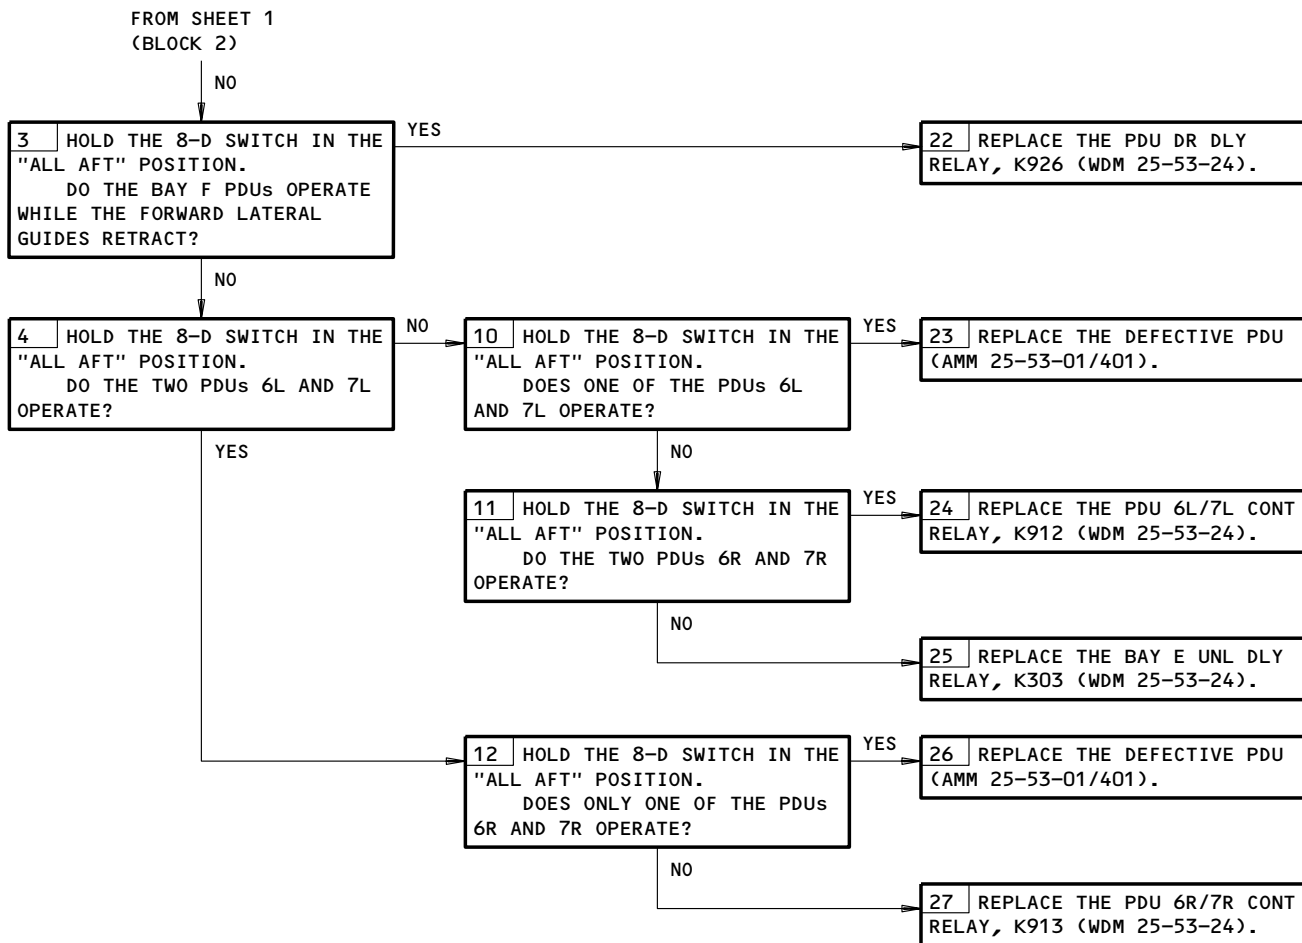 FROM SHEET 1
(BLOCK 2)
NO
3 HOLD THE 8-D SWITCH IN THE
"ALL AFT" POSITION.
DO THE BAY F PDUs OPERATE
WHILE THE FORWARD LATERAL
GUIDES RETRACT?
YES
22 REPLACE THE PDU DR DLY
RELAY, K926 (WDM 25-53-24).
NO
4 HOLD THE 8-D SWITCH IN THE
"ALL AFT" POSITION.
DO THE TWO PDUs 6L AND 7L
OPERATE?
NO
10 HOLD THE 8-D SWITCH IN THE
"ALL AFT" POSITION.
DOES ONE OF THE PDUs 6L
AND 7L OPERATE?
YES
23 REPLACE THE DEFECTIVE PDU
(AMM 25-53-01/401).
YES
NO
11 HOLD THE 8-D SWITCH IN THE
"ALL AFT" POSITION.
DO THE TWO PDUs 6R AND 7R
OPERATE?
YES
24 REPLACE THE PDU 6L/7L CONT
RELAY, K912 (WDM 25-53-24).
NO
25 REPLACE THE BAY E UNL DLY
RELAY, K303 (WDM 25-53-24).
12 HOLD THE 8-D SWITCH IN THE
"ALL AFT" POSITION.
DOES ONLY ONE OF THE PDUs
6R AND 7R OPERATE?
YES
26 REPLACE THE DEFECTIVE PDU
(AMM 25-53-01/401).
NO
27 REPLACE THE PDU 6R/7R CONT
RELAY, K913 (WDM 25-53-24).